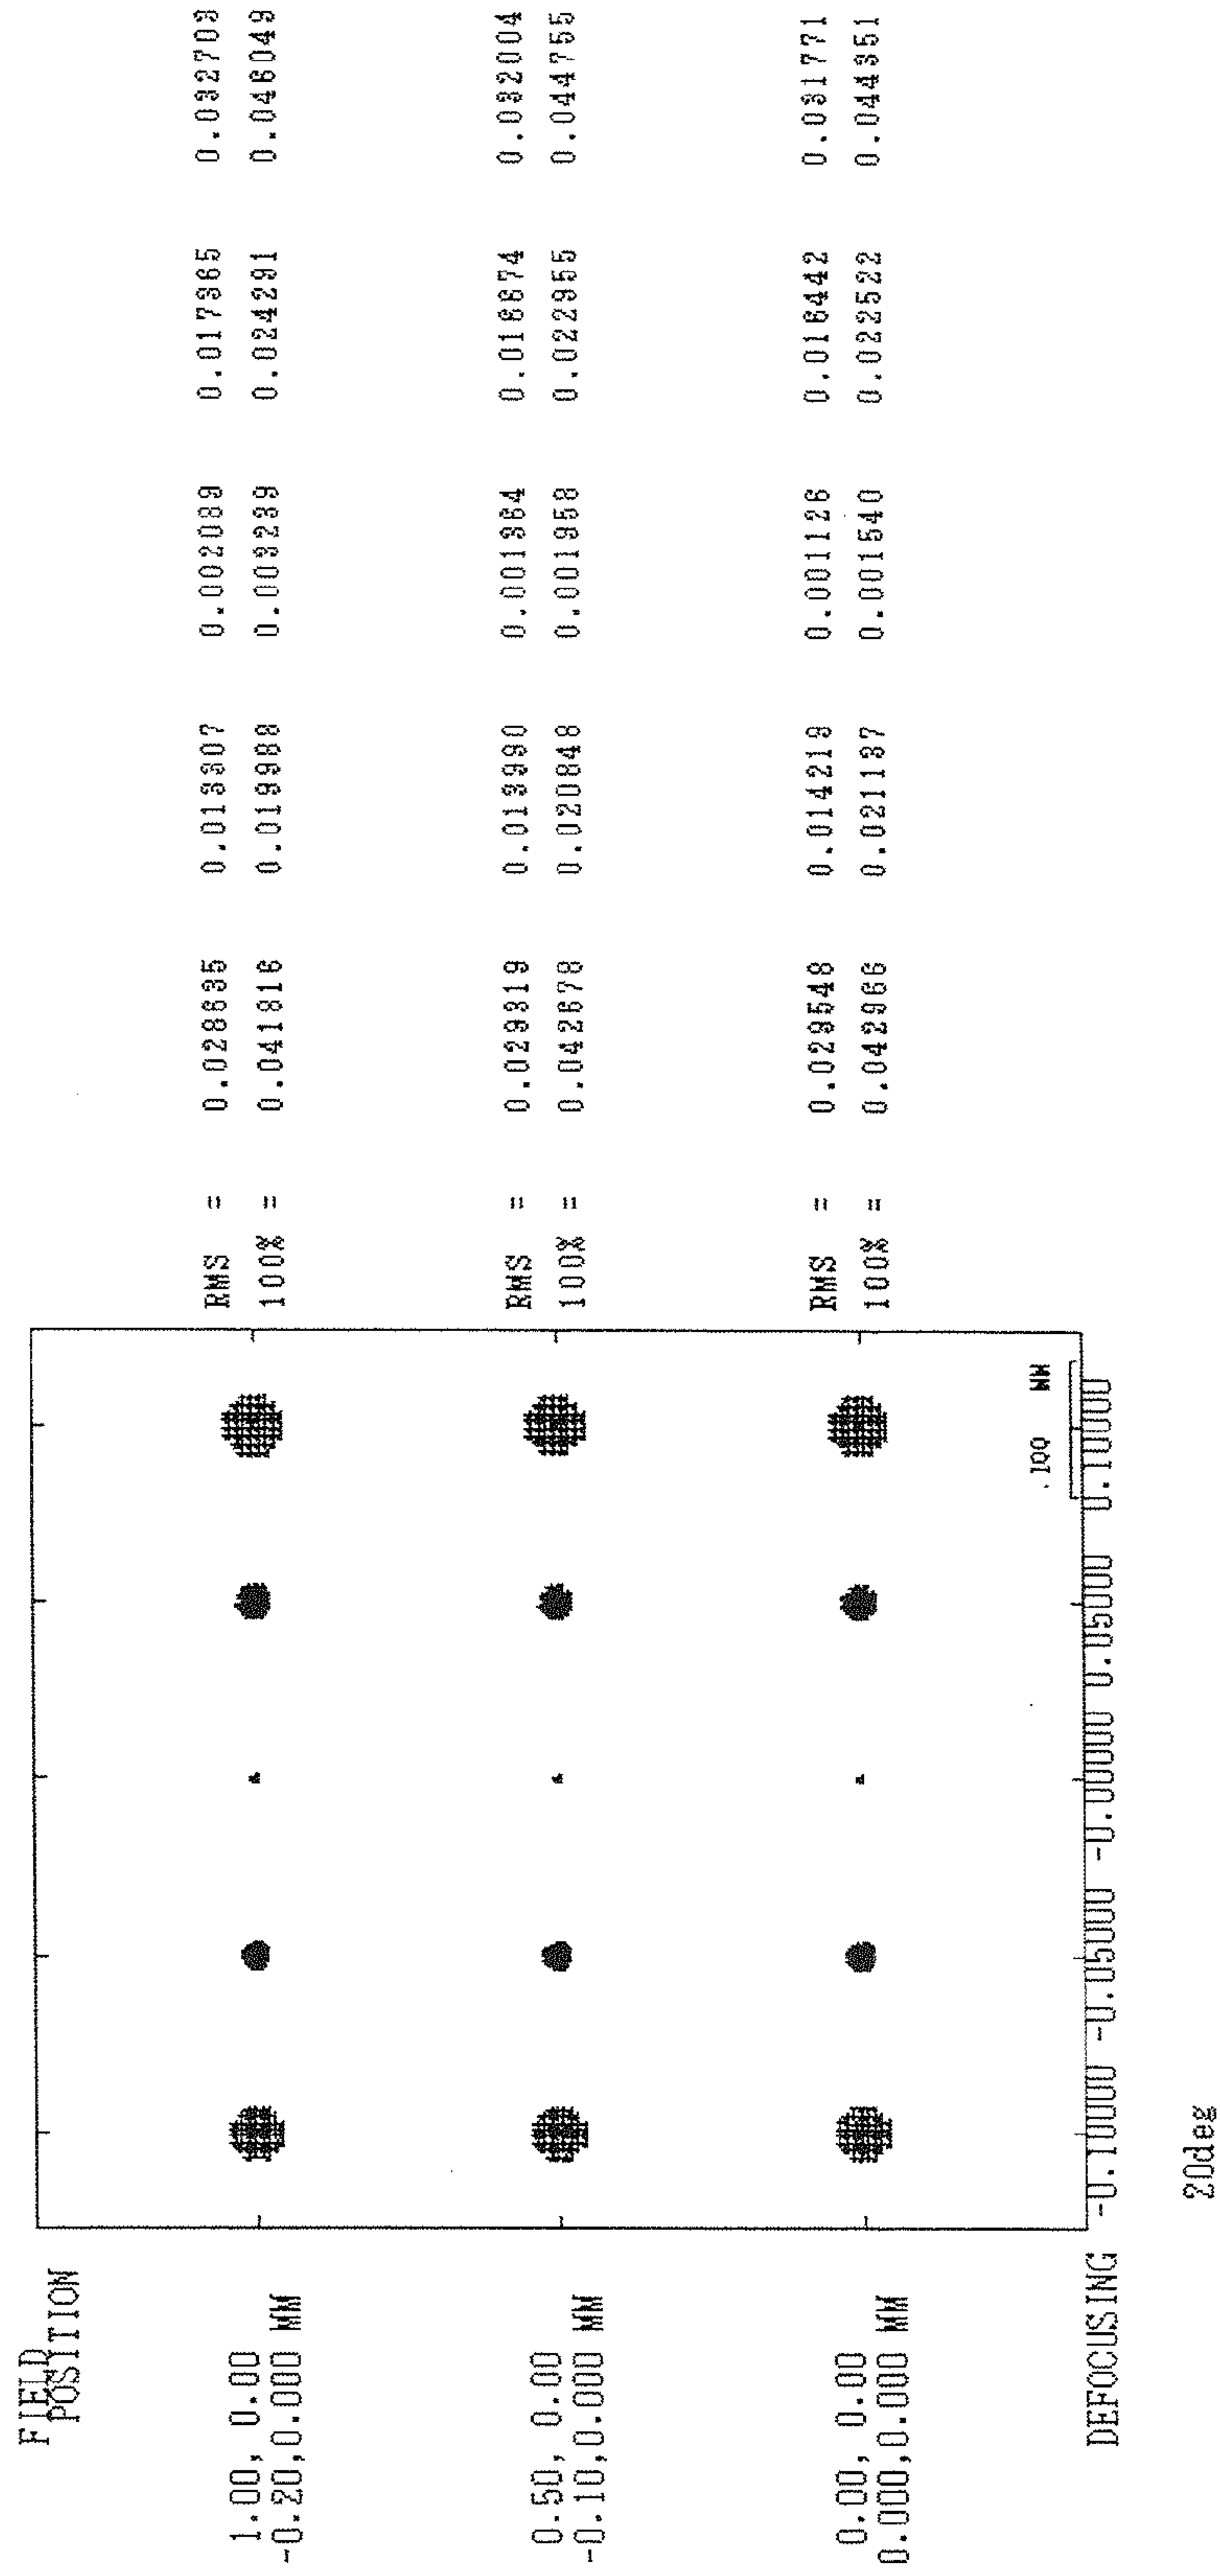 FIELD
POSITION
1.00, 0.00 RMS = 0.028635 0.013307 0.002089 0.017365 0.032703
-0.20,0.000 MM 100% = 0.041816 0.019988 0.003239 0.024291 0.046049
0.50, 0.00 RMS = 0.029319 0.013990 0.001364 0.016674 0.032004
-0.10,0.000 MM 100% = 0.042678 0.020848 0.001958 0.022955 0.044755
0.00, 0.00 RMS = 0.029548 0.014219 0.001126 0.016442 0.031771
0.000,0.000 MM 100% = 0.042966 0.021137 0.001540 0.022522 0.044351
.100 MM
DEFOCUSING -0.10000 -0.05000 -0.00000 0.05000 0.10000
20deg